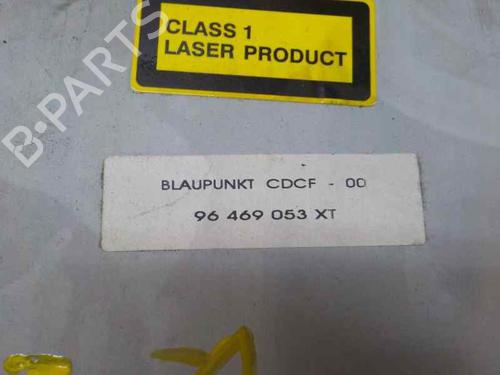 CLASS 1
LASER PRODUCT
B-PARTS
BLAUPUNKT CDCF - 00
96 469 053 XT